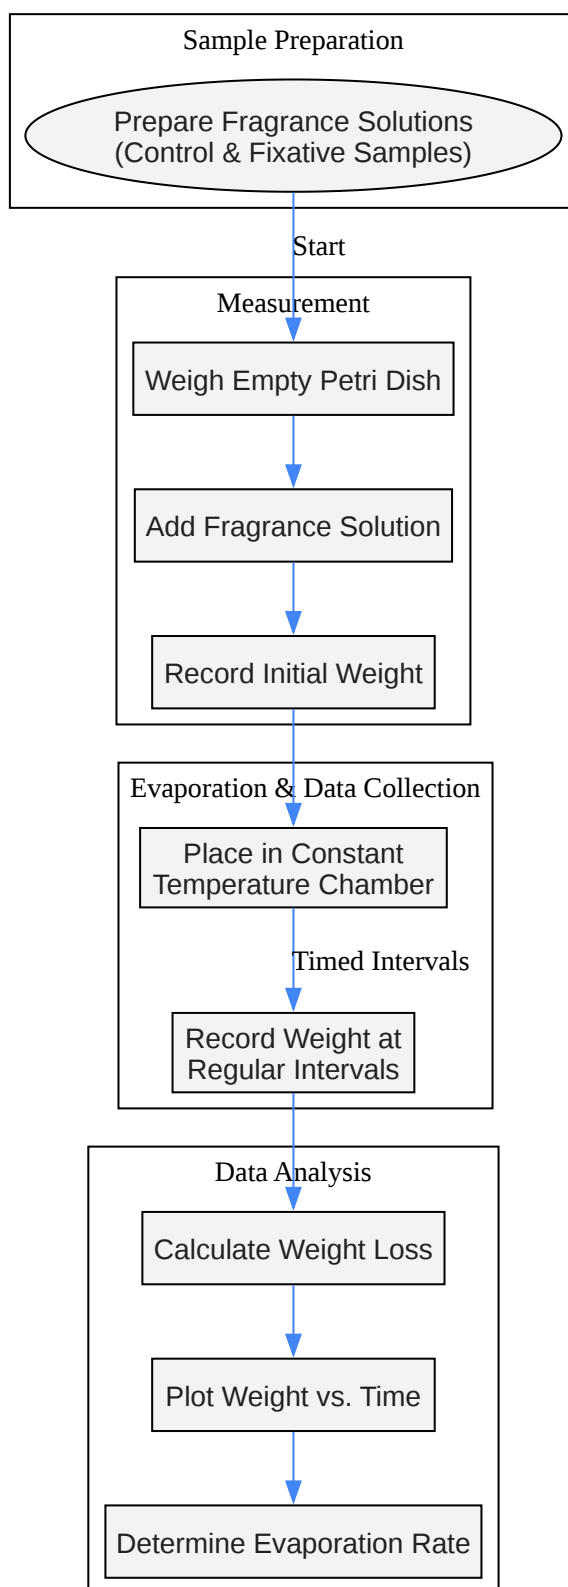 Sample Preparation
Prepare Fragrance Solutions
(Control & Fixative Samples)
Start
Measurement
Weigh Empty Petri Dish
Add Fragrance Solution
Record Initial Weight
Evaporation & Data Collection
Place in Constant
Temperature Chamber
Timed Intervals
Record Weight at
Regular Intervals
Data Analysis
Calculate Weight Loss
Plot Weight vs. Time
Determine Evaporation Rate